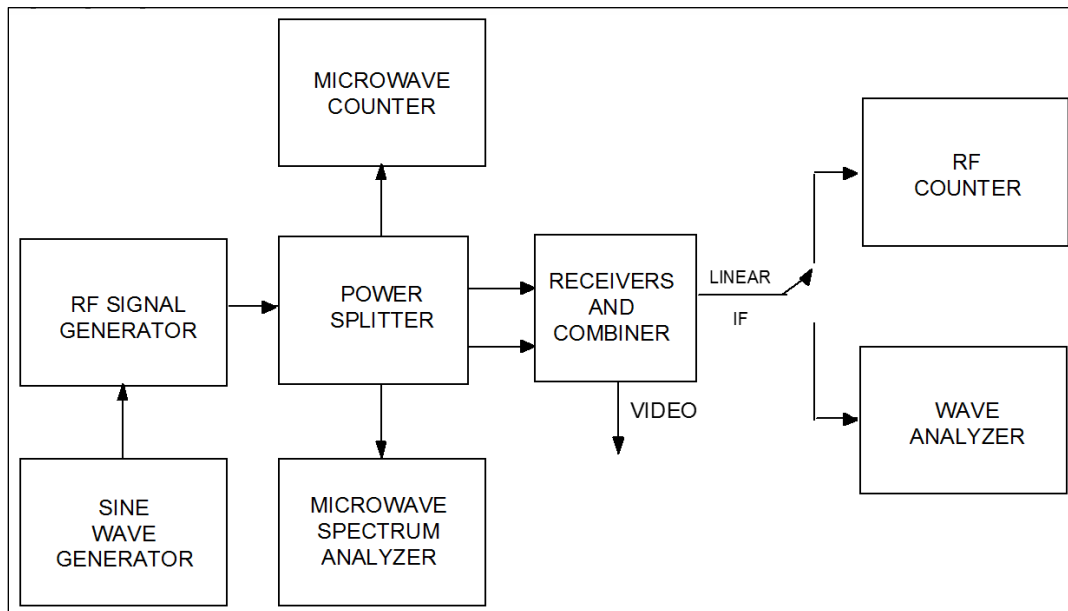 MICROWAVE
COUNTER
RF
COUNTER
RF SIGNAL
GENERATOR
POWER
SPLITTER
RECEIVERS
AND
COMBINER
LINEAR
IF
VIDEO
WAVE
ANALYZER
SINE
WAVE
GENERATOR
MICROWAVE
SPECTRUM
ANALYZER